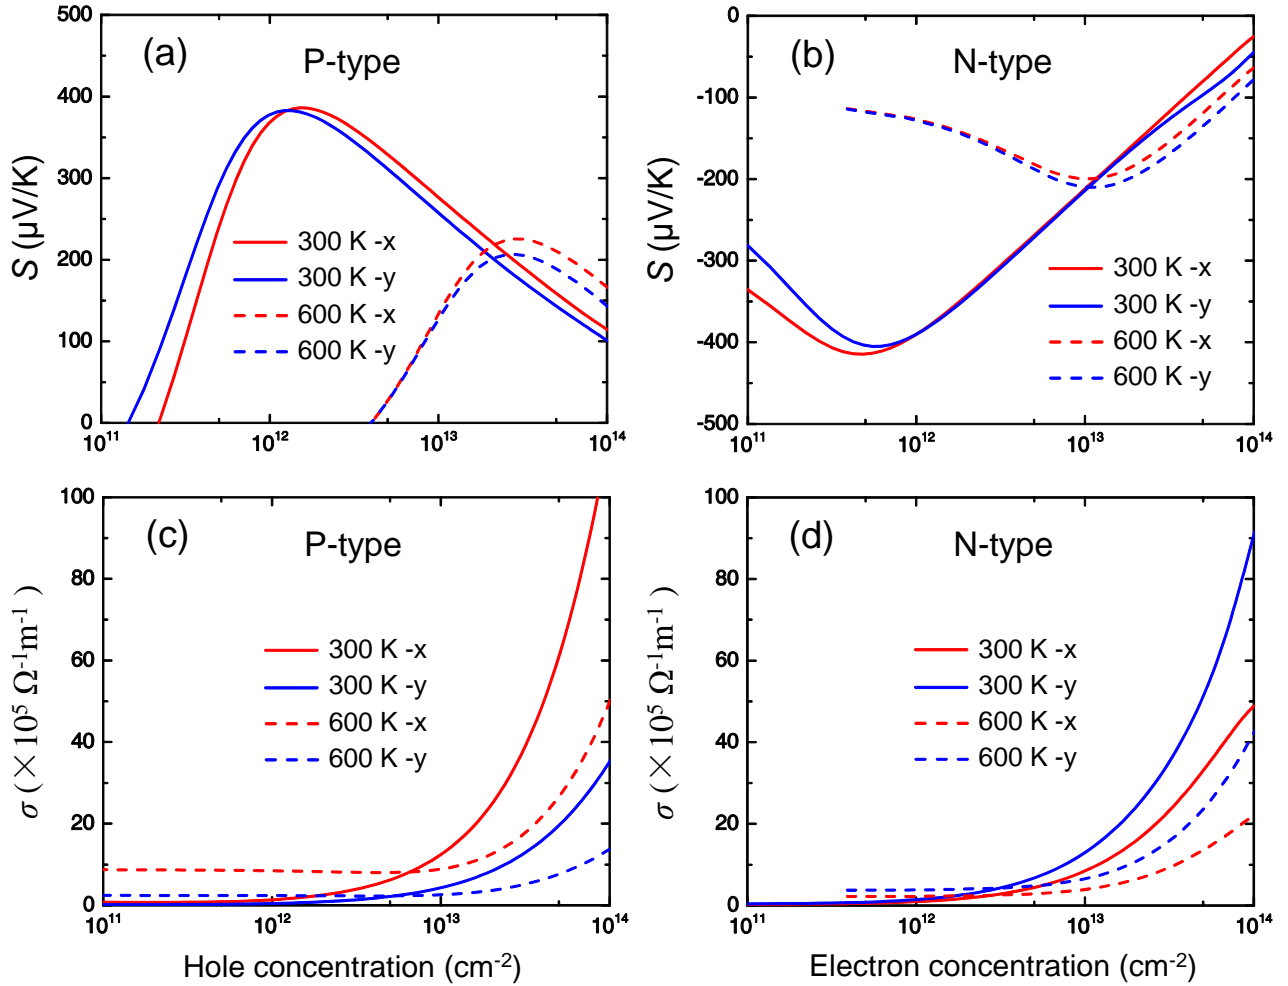 (a)
P-type
500
400
300
200
100
0
S (μV/K)
300 K -x
300 K -y
600 K -x
600 K -y
10¹¹
10¹²
10¹³
10¹⁴
(b)
N-type
0
-100
-200
-300
-400
-500
S (μV/K)
300 K -x
300 K -y
600 K -x
600 K -y
10¹¹
10¹²
10¹³
10¹⁴
(c)
P-type
100
80
60
40
20
0
σ (× 10⁵ Ω⁻¹m⁻¹)
300 K -x
300 K -y
600 K -x
600 K -y
10¹¹
10¹²
10¹³
10¹⁴
Hole concentration (cm⁻²)
(d)
N-type
100
80
60
40
20
0
σ (× 10⁵ Ω⁻¹m⁻¹)
300 K -x
300 K -y
600 K -x
600 K -y
10¹¹
10¹²
10¹³
10¹⁴
Electron concentration (cm⁻²)